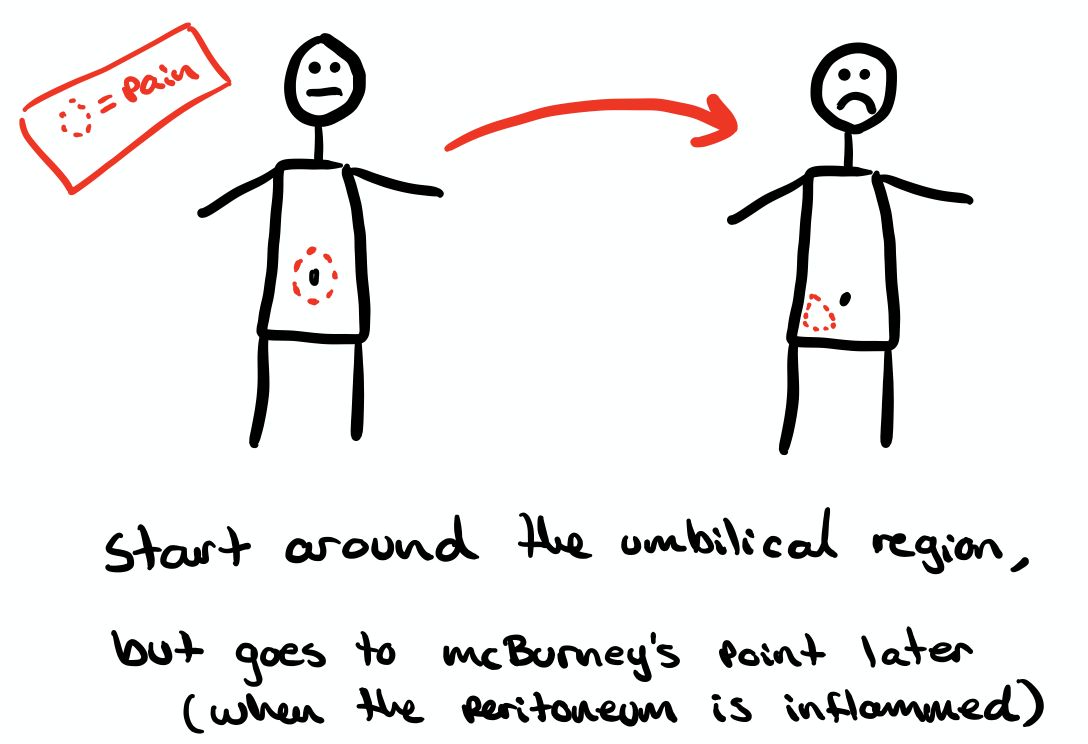 = pain
start around the umbilical region,
but goes to mcBurney's point later
(when the peritoneum is inflammed)